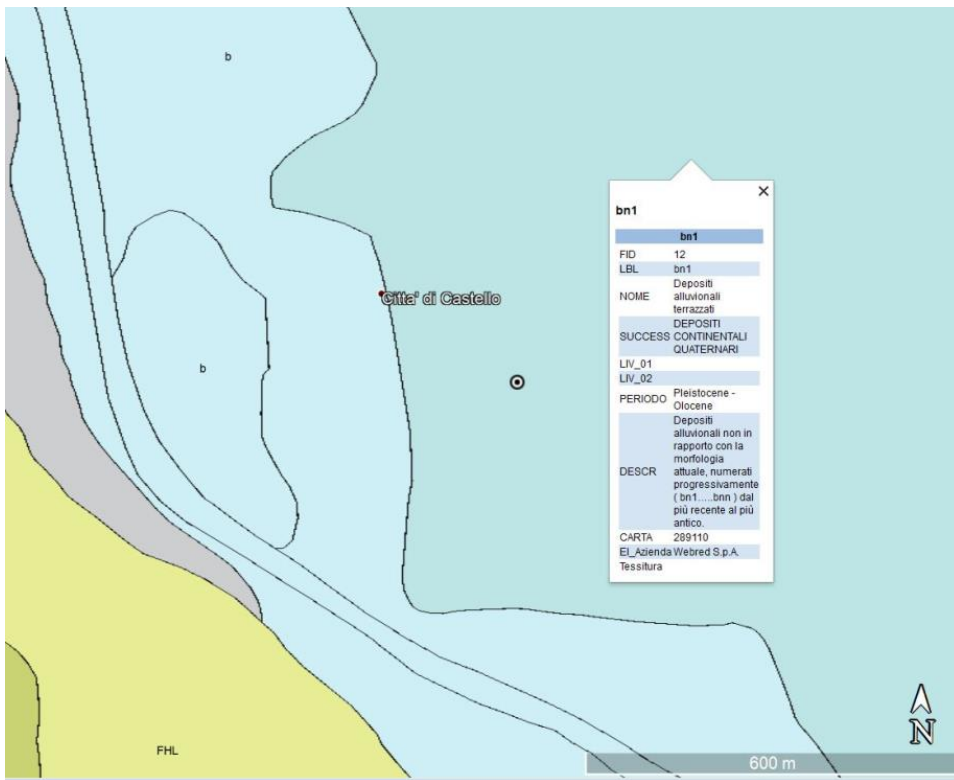 b
bn1
bn1
FID 12
LBL bn1
NOME Depositi
alluvionali
terrazzati
SUCCESS DEPOSITI
CONTINENTALI
QUATERNARI
LIV_01
LIV_02
PERIODO Pleistocene -
Olocene
DESCR Depositi
alluvionali non in
rapporto con la
morfologia
attuale, numerati
progressivamente
( bn1.....bnn ) dal
più recente al più
antico.
CARTA 289110
El_Azienda Webred S.p.A.
Tessitura
Citta' di Castello
b
FHL
N
600 m